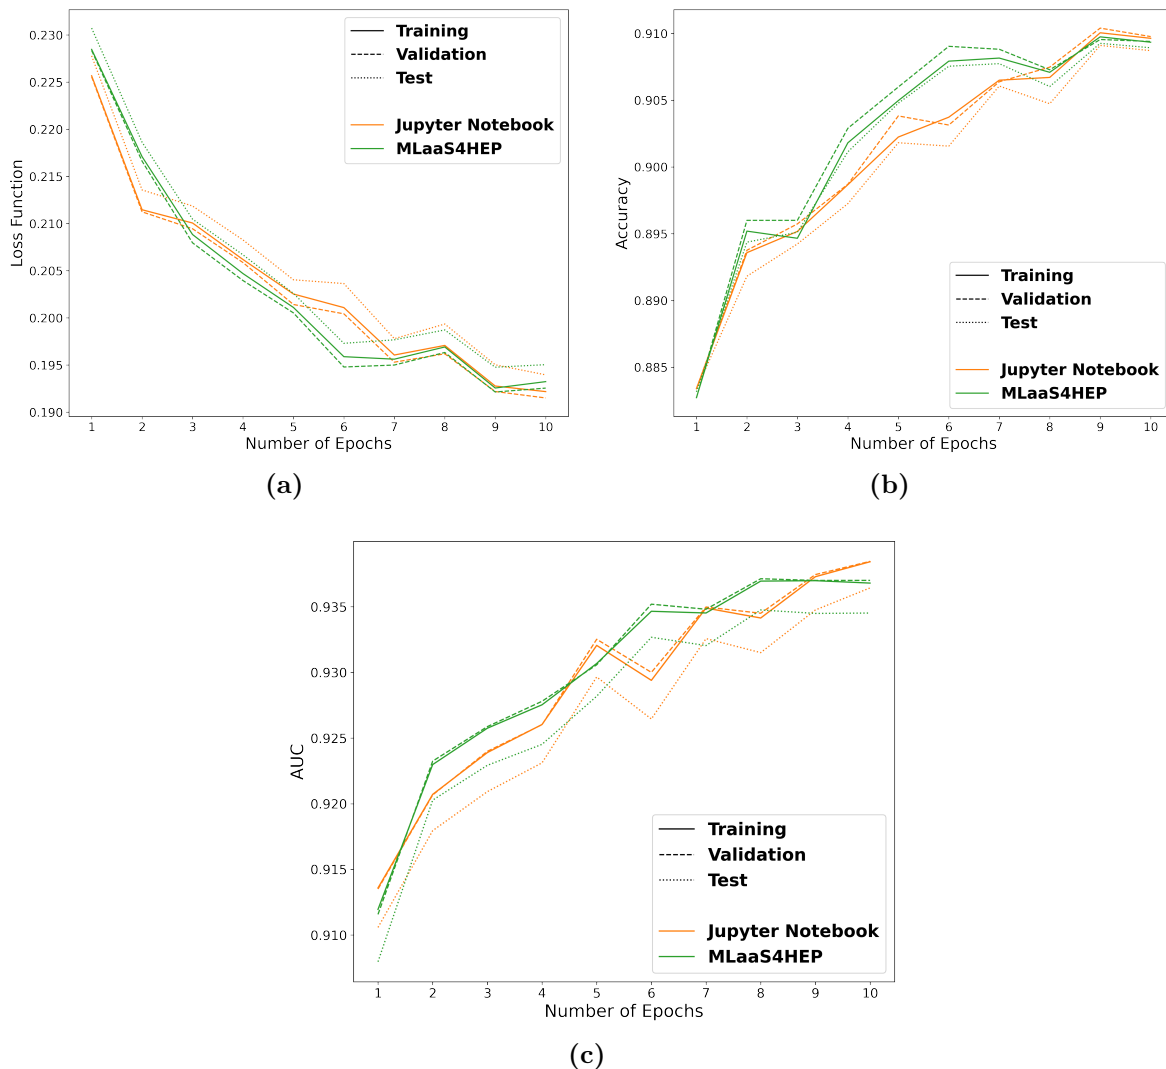 0.230
0.225
0.220
0.215
0.210
0.205
0.200
0.195
0.190
Loss Function
1 2 3 4 5 6 7 8 9 10
Number of Epochs
Training
Validation
Test
Jupyter Notebook
MLaaS4HEP
(a)
0.910
0.905
0.900
0.895
0.890
0.885
Accuracy
1 2 3 4 5 6 7 8 9 10
Number of Epochs
Training
Validation
Test
Jupyter Notebook
MLaaS4HEP
(b)
0.935
0.930
0.925
0.920
0.915
0.910
AUC
1 2 3 4 5 6 7 8 9 10
Number of Epochs
Training
Validation
Test
Jupyter Notebook
MLaaS4HEP
(c)